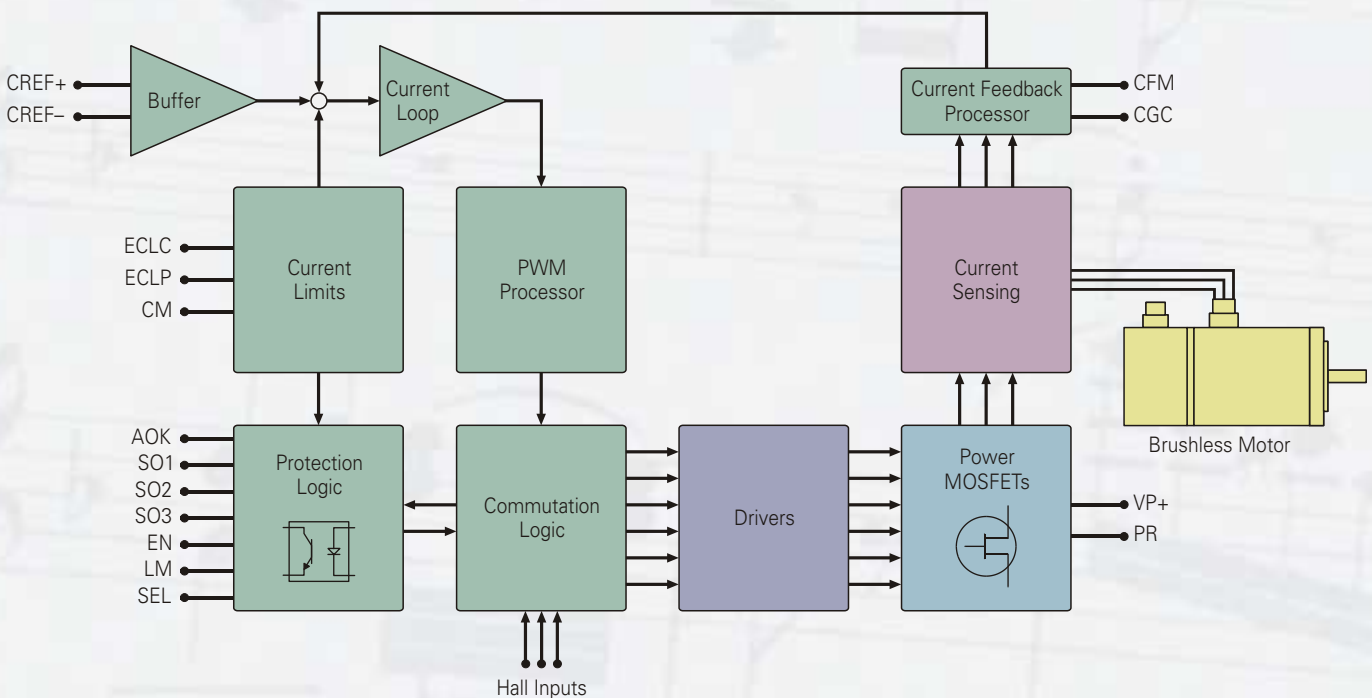 CREF+
CREF–
Buffer
Current
Loop
Current Feedback
Processor
CFM
CGC
ECLC
ECLP
CM
Current
Limits
PWM
Processor
Current
Sensing
Brushless Motor
AOK
SO1
SO2
SO3
EN
LM
SEL
Protection
Logic
Commutation
Logic
Drivers
Power
MOSFETs
VP+
PR
Hall Inputs